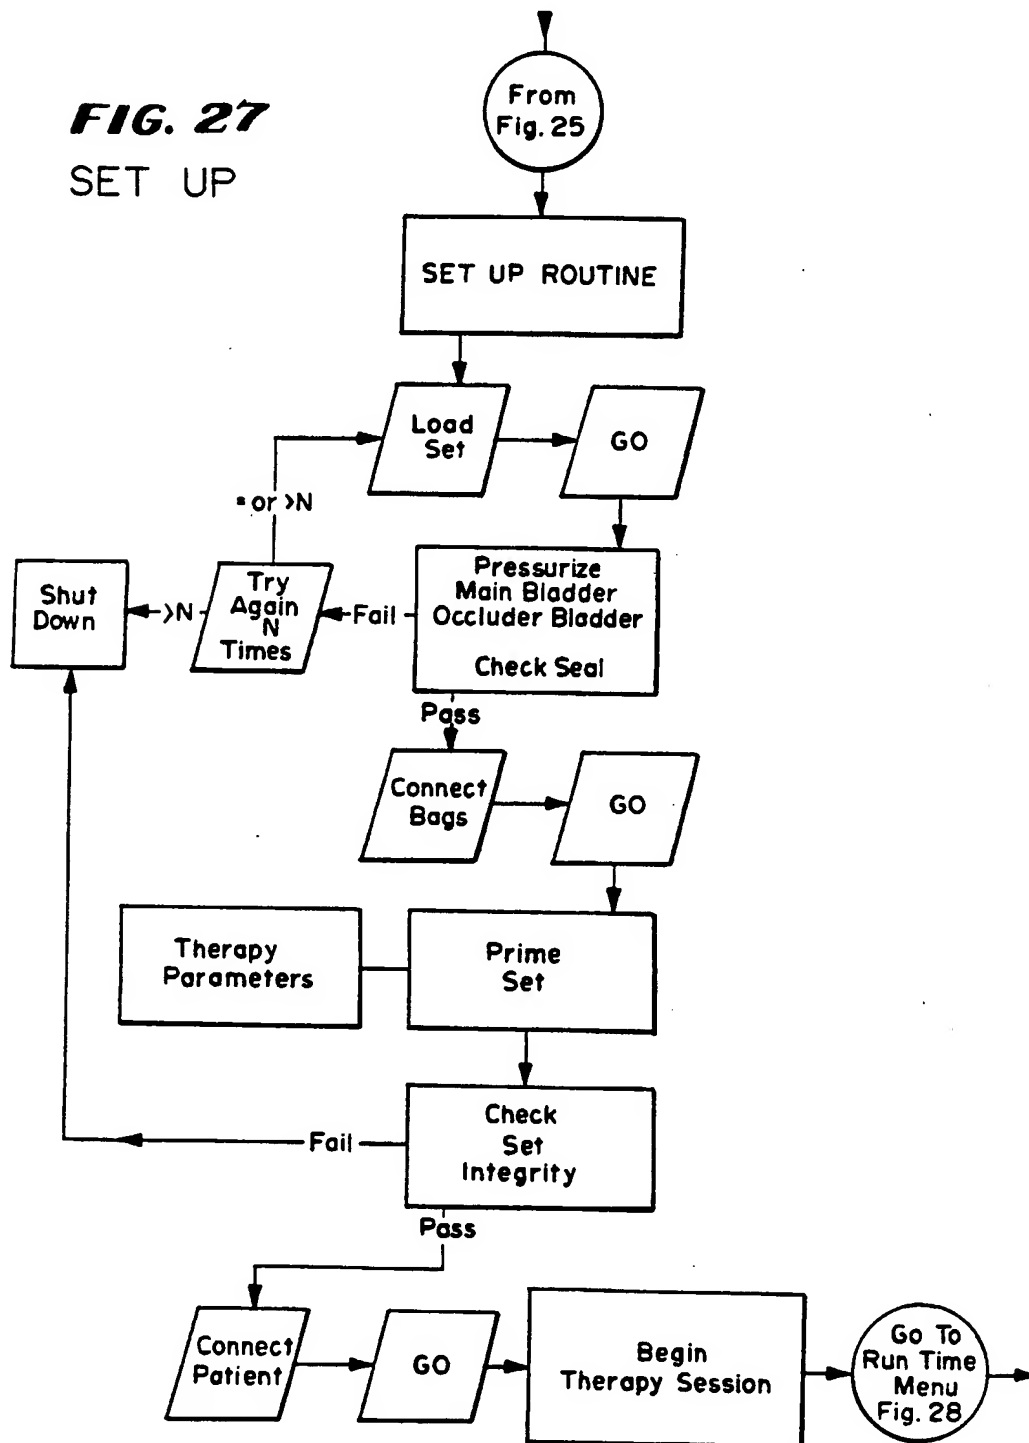 FIG. 27
SET UP
From
Fig. 25
SET UP ROUTINE
Load
Set
GO
= or >N
Shut
Down
>N
Try
Again
N
Times
Fail
Pressurize
Main Bladder
Occluder Bladder
Check Seal
Pass
Connect
Bags
GO
Therapy
Parameters
Prime
Set
Check
Set
Integrity
Fail
Pass
Connect
Patient
GO
Begin
Therapy Session
Go To
Run Time
Menu
Fig. 28